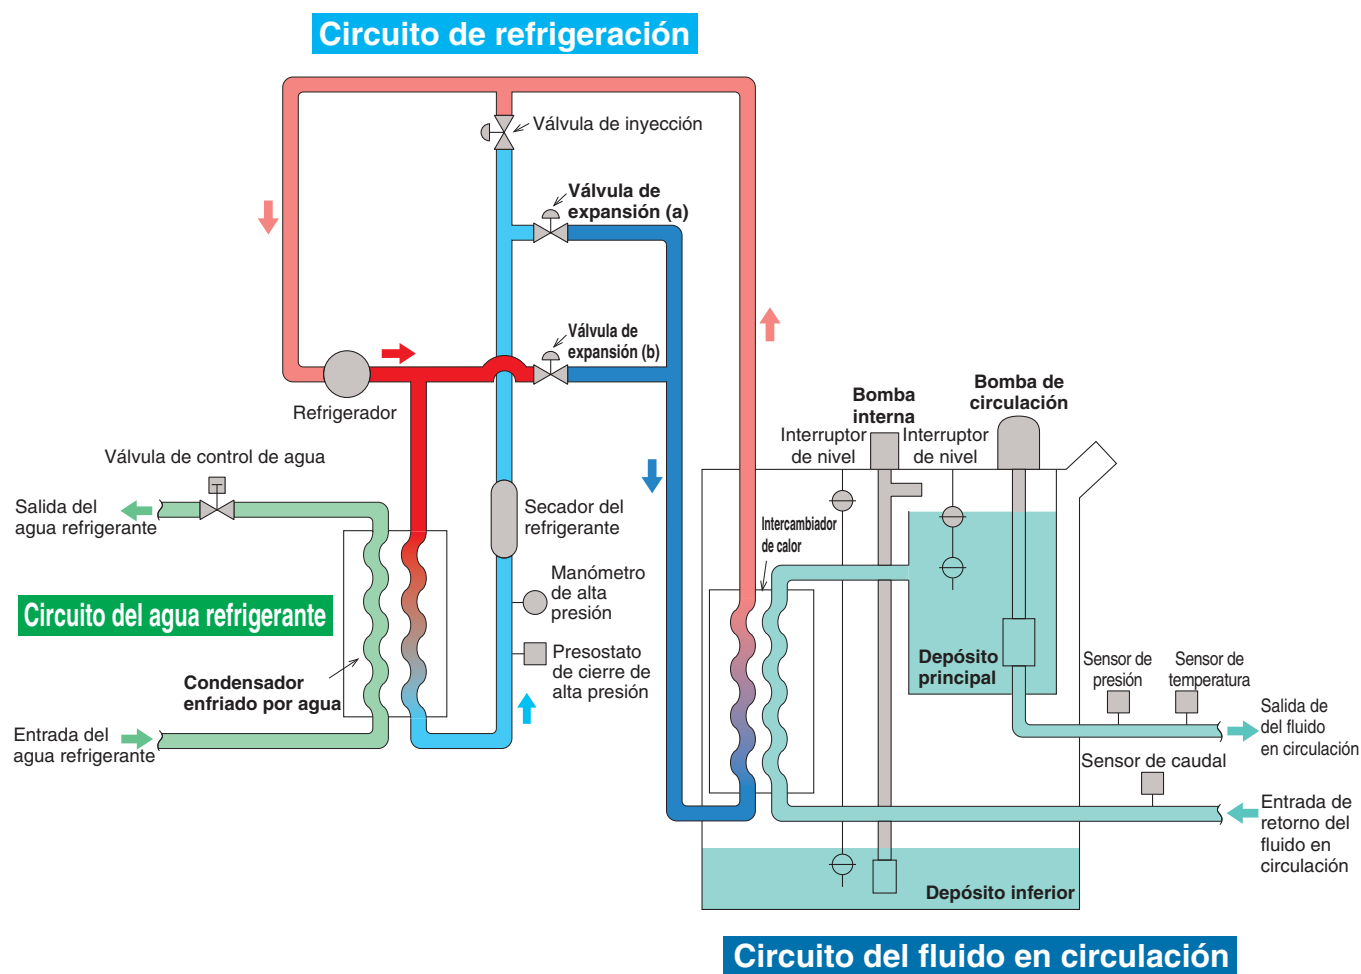 Circuito de refrigeración
Válvula de inyección
Válvula de
expansión (a)
Válvula de
expansión (b)
Refrigerador
Bomba
interna
Bomba de
circulación
Interruptor
de nivel
Interruptor
de nivel
Válvula de control de agua
Salida del
agua refrigerante
Secador del
refrigerante
Intercambiador
de calor
Manómetro
de alta
presión
Circuito del agua refrigerante
Presostato
de cierre de
alta presión
Condensador
enfriado por agua
Depósito
principal
Sensor de
presión
Sensor de
temperatura
Salida de
del fluido
en circulación
Entrada del
agua refrigerante
Sensor de caudal
Entrada de
retorno del
fluido en
circulación
Depósito inferior
Circuito del fluido en circulación